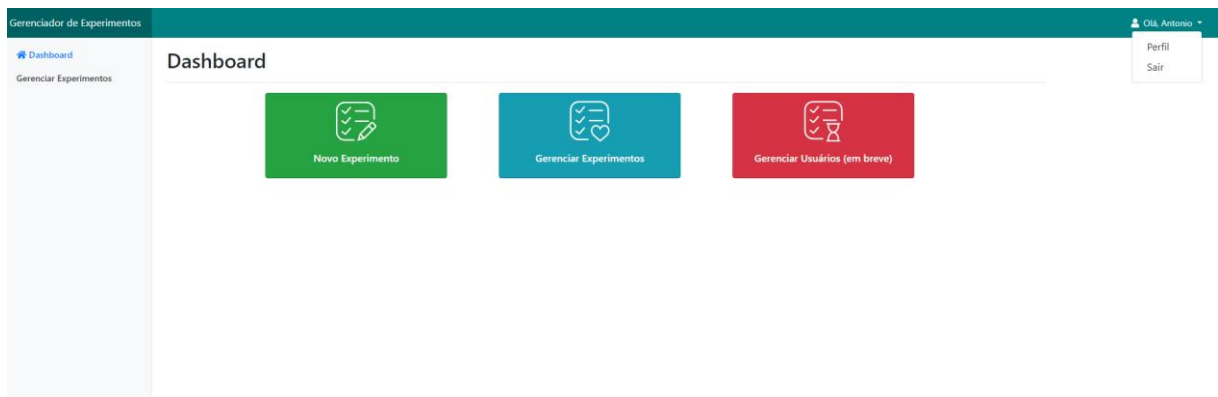 Gerenciador de Experimentos
Olá, Antonio
Perfil
Sair
Dashboard
Gerenciar Experimentos
Dashboard
Novo Experimento
Gerenciar Experimentos
Gerenciar Usuários (em breve)